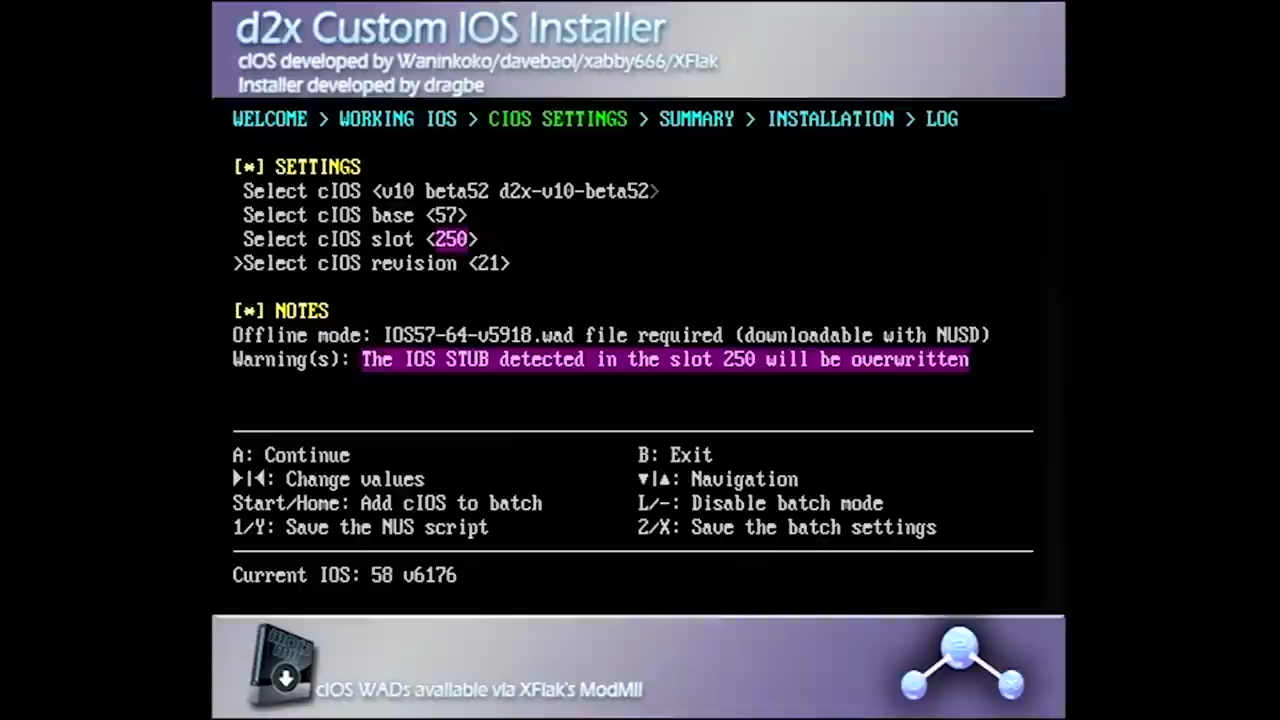 d2x Custom IOS Installer
cIOS developed by Waninkoko/davebaol/xabby666/XFlak
Installer developed by dragbe
WELCOME > WORKING IOS > CIOS SETTINGS > SUMMARY > INSTALLATION > LOG
[*] SETTINGS
Select cIOS <v10 beta52 d2x-v10-beta52>
Select cIOS base <57>
Select cIOS slot <250>
>Select cIOS revision <21>
[*] NOTES
Offline mode: IOS57-64-v5918.wad file required (downloadable with NUSD)
Warning(s): The IOS STUB detected in the slot 250 will be overwritten
A: Continue B: Exit
►|◄: Change values ▼|▲: Navigation
Start/Home: Add cIOS to batch L/-: Disable batch mode
1/Y: Save the NUS script 2/X: Save the batch settings
Current IOS: 58 v6176
cIOS WADs available via XFlak's ModMii